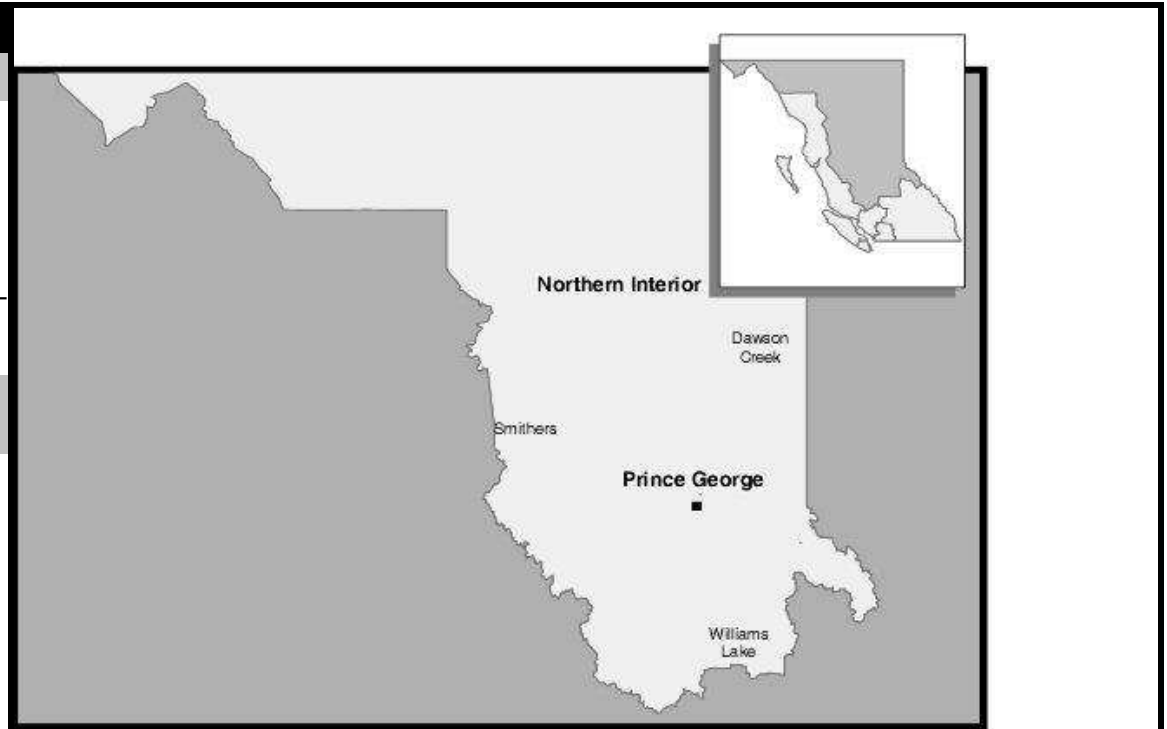 Northern Interior
Dawson
Creek
Smithers
Prince George
Williams
Lake